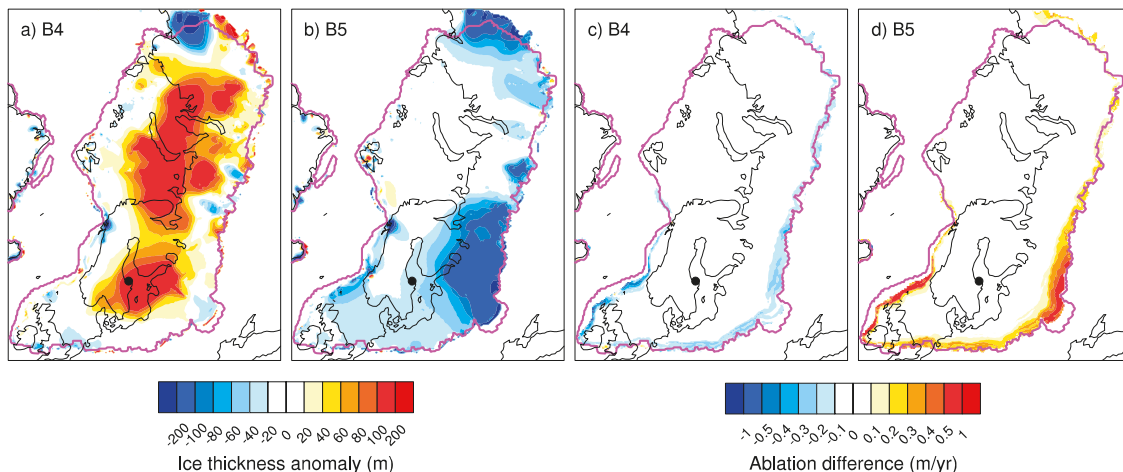 a) B4
b) B5
c) B4
d) B5
-200 -100 -80 -60 -40 -20 0 20 40 60 80 100 200
Ice thickness anomaly (m)
-1 -0.5 -0.4 -0.3 -0.2 -0.1 0 0.1 0.2 0.3 0.4 0.5 1
Ablation difference (m/yr)